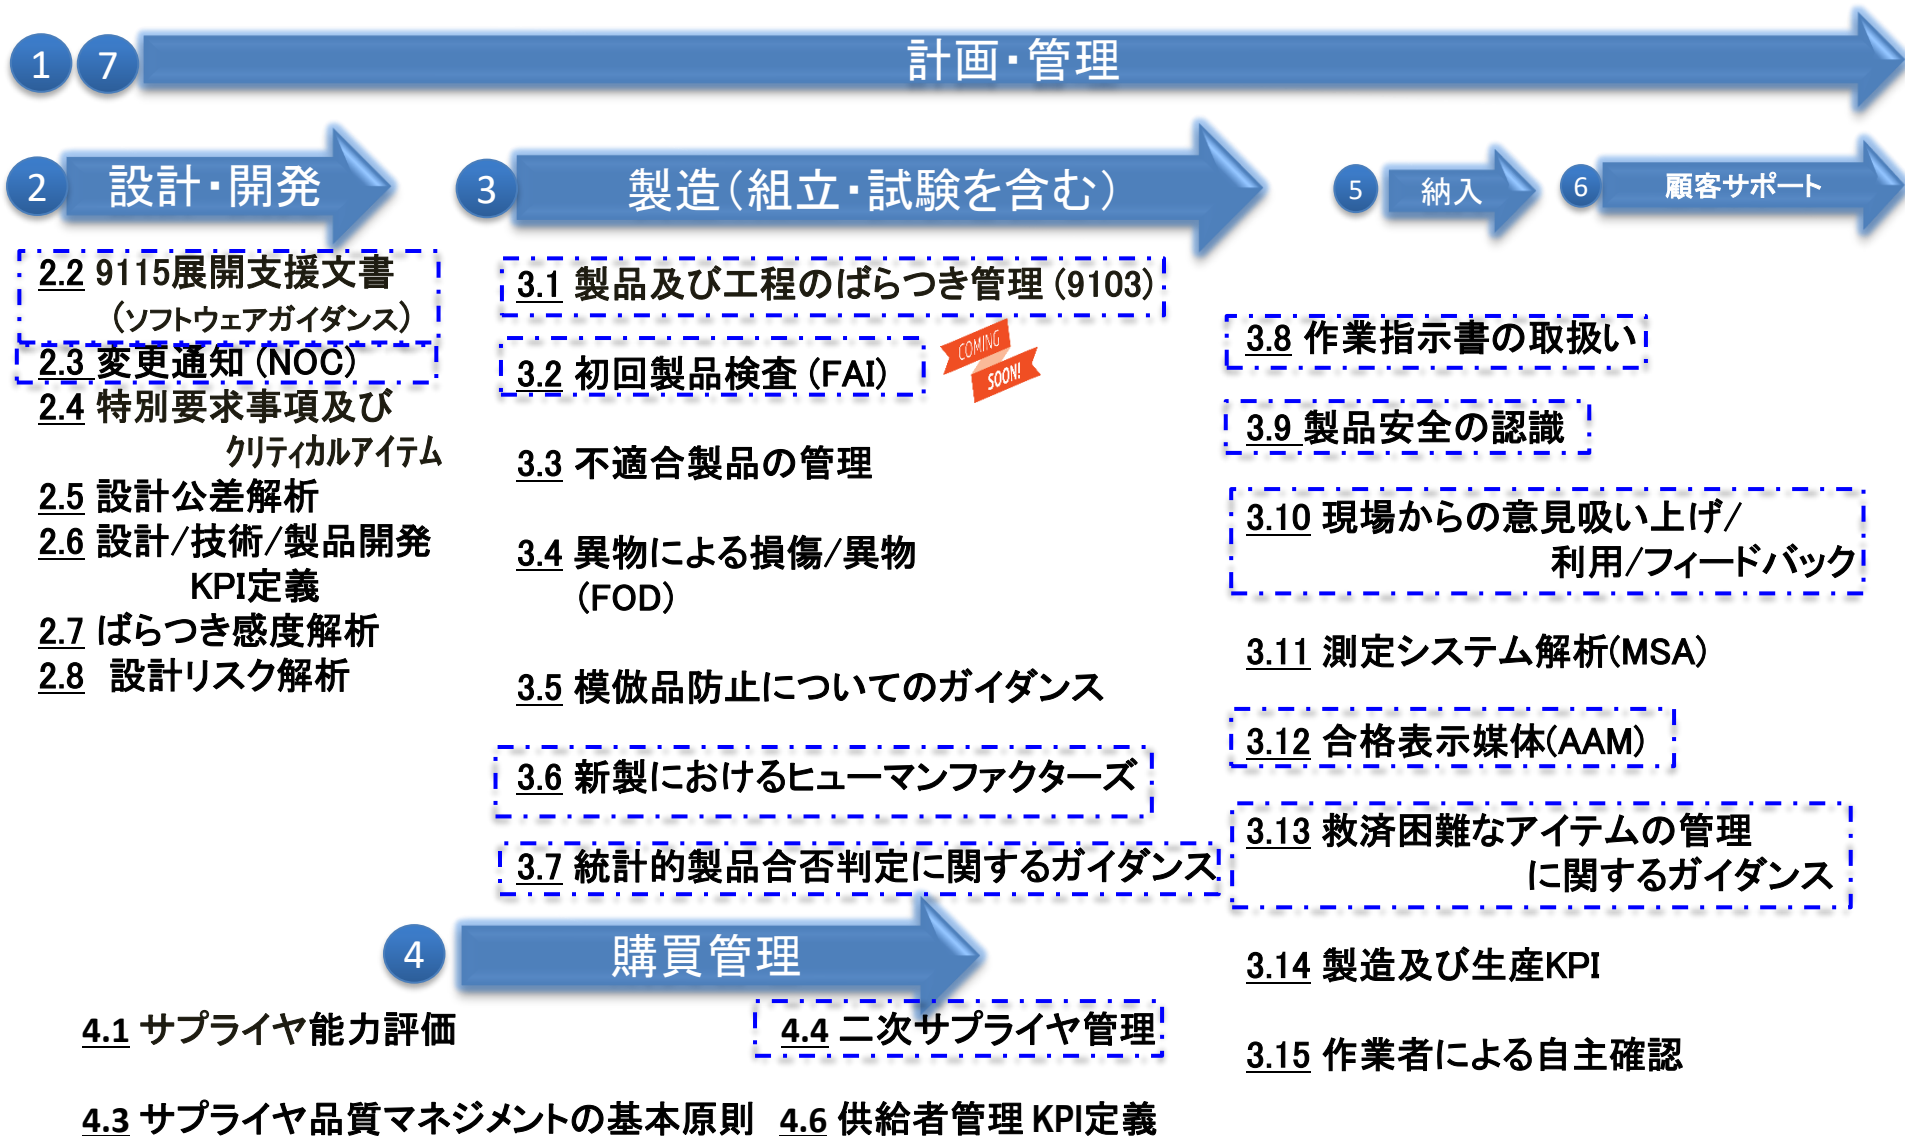 1 7 計画・管理
2 設計・開発
3 製造（組立・試験を含む）
5 納入
6 顧客サポート
2.2 9115展開支援文書
（ソフトウェアガイダンス）
2.3 変更通知 (NOC)
2.4 特別要求事項及び
クリティカルアイテム
2.5 設計公差解析
2.6 設計/技術/製品開発
KPI定義
2.7 ばらつき感度解析
2.8 設計リスク解析
3.1 製品及び工程のばらつき管理 (9103)
3.2 初回製品検査 (FAI)
COMING
SOON!
3.3 不適合製品の管理
3.4 異物による損傷/異物
(FOD)
3.5 模倣品防止についてのガイダンス
3.6 新製におけるヒューマンファクターズ
3.7 統計的製品合否判定に関するガイダンス
3.8 作業指示書の取扱い
3.9 製品安全の認識
3.10 現場からの意見吸い上げ/
利用/フィードバック
3.11 測定システム解析(MSA)
3.12 合格表示媒体(AAM)
3.13 救済困難なアイテムの管理
に関するガイダンス
3.14 製造及び生産KPI
3.15 作業者による自主確認
4 購買管理
4.1 サプライヤ能力評価
4.4 二次サプライヤ管理
4.3 サプライヤ品質マネジメントの基本原則
4.6 供給者管理 KPI定義